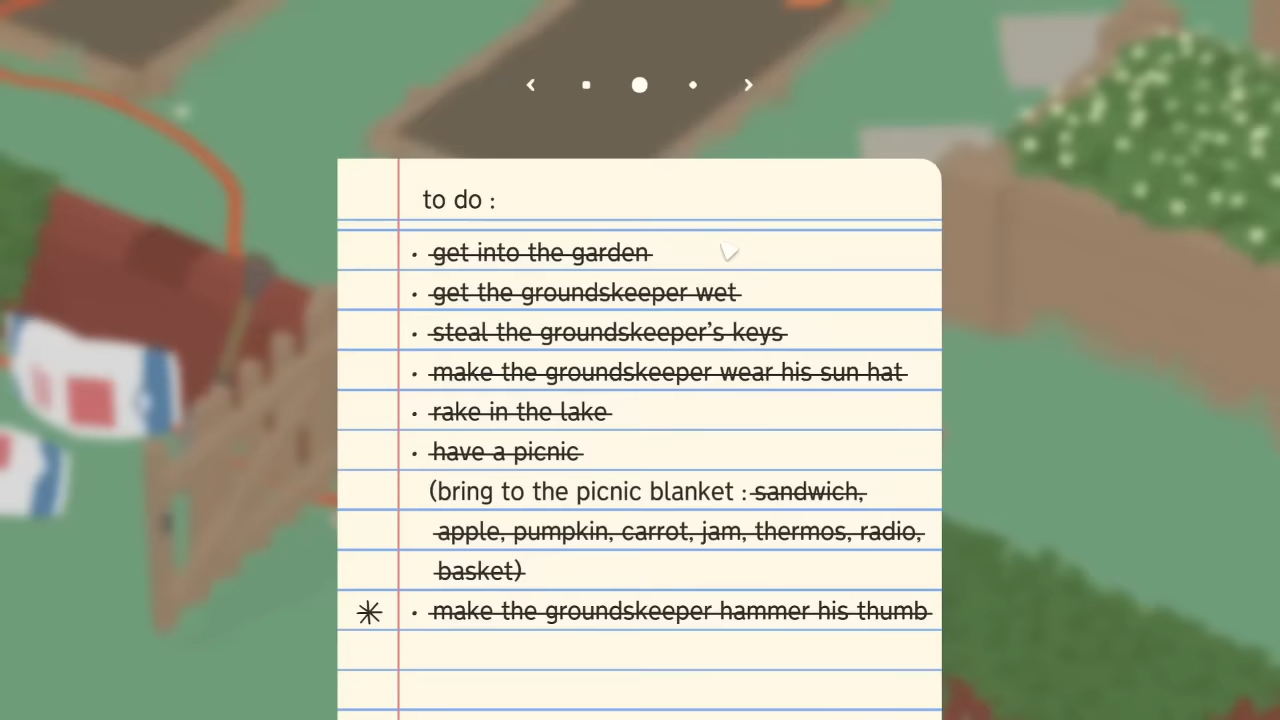 to do :
• get into the garden
• get the groundskeeper wet
• steal the groundskeeper’s keys
• make the groundskeeper wear his sun hat
• rake in the lake
• have a picnic
(bring to the picnic blanket : sandwich,
apple, pumpkin, carrot, jam, thermos, radio,
basket)
• make the groundskeeper hammer his thumb